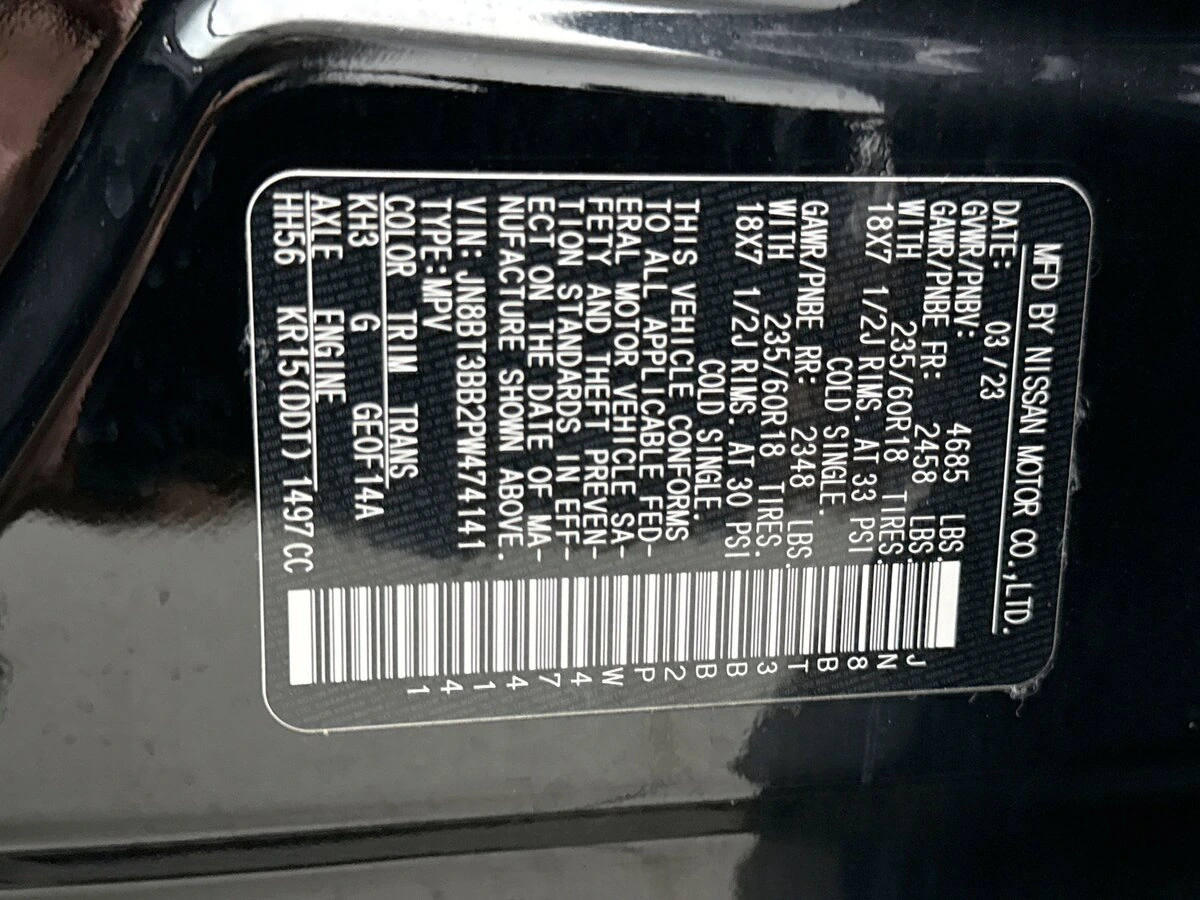 MFD BY NISSAN MOTOR CO.,LTD.
DATE: 03/23
GVWR/PNBV: 4685 LBS.
GAWR/PNBE FR: 2458 LBS.
WITH 235/60R18 TIRES.
18X7 1/2J RIMS. AT 33 PSI
COLD SINGLE.
GAWR/PNBE RR: 2348 LBS.
WITH 235/60R18 TIRES.
18X7 1/2J RIMS. AT 30 PSI
COLD SINGLE.
THIS VEHICLE CONFORMS
TO ALL APPLICABLE FED-
ERAL MOTOR VEHICLE SA-
FETY AND THEFT PREVEN-
TION STANDARDS IN EFF-
ECT ON THE DATE OF MA-
NUFACTURE SHOWN ABOVE.
VIN: JN8BT3BB2PW474141
TYPE:MPV
COLOR TRIM TRANS
KH3 G GEOF14A
AXLE ENGINE
HH56 KR15(DDT) 1497CC
JN8BT3BB2PW474141